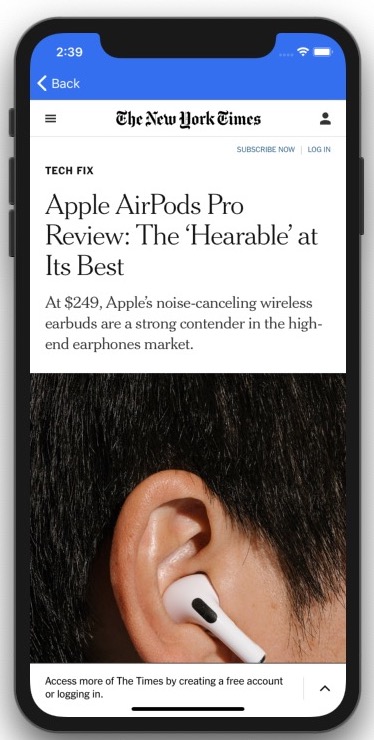 2:39
Back
The New York Times
SUBSCRIBE NOW | LOG IN
TECH FIX
Apple AirPods Pro
Review: The ‘Hearable’ at
Its Best
At $249, Apple’s noise-canceling wireless
earbuds are a strong contender in the high-
end earphones market.
Access more of The Times by creating a free account
or logging in.